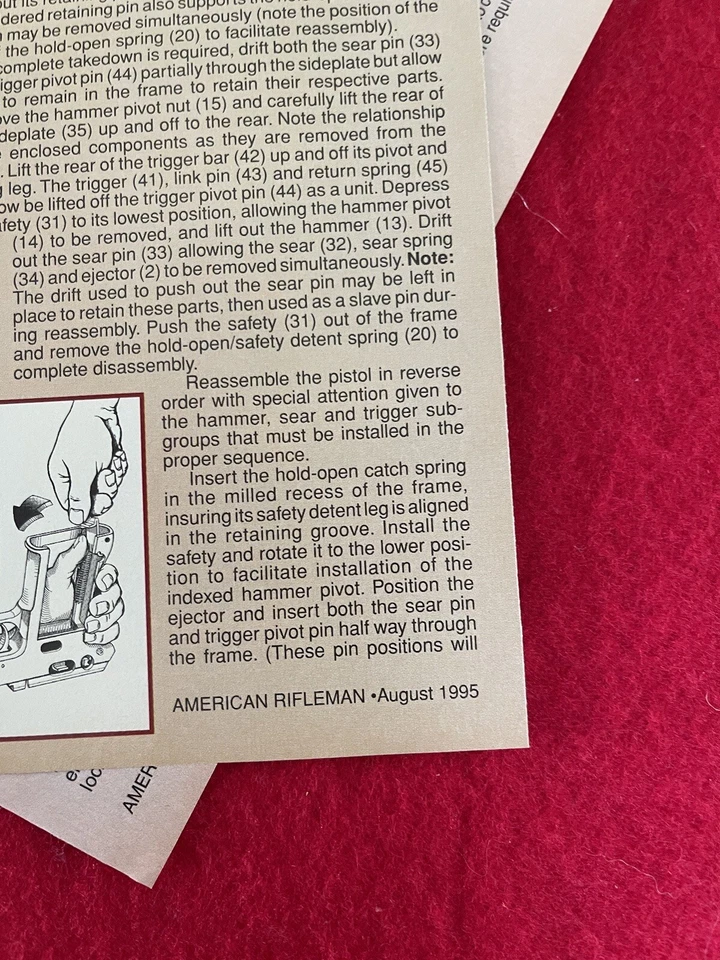 out its retaining
dered retaining pin also supports the
may be removed simultaneously (note the position of the
the hold-open spring (20) to facilitate reassembly).
complete takedown is required, drift both the sear pin (33)
igger pivot pin (44) partially through the sideplate but allow
to remain in the frame to retain their respective parts.
ove the hammer pivot nut (15) and carefully lift the rear of
deplate (35) up and off to the rear. Note the relationship
enclosed components as they are removed from the
. Lift the rear of the trigger bar (42) up and off its pivot and
leg. The trigger (41), link pin (43) and return spring (45)
ow be lifted off the trigger pivot pin (44) as a unit. Depress
afety (31) to its lowest position, allowing the hammer pivot
(14) to be removed, and lift out the hammer (13). Drift
out the sear pin (33) allowing the sear (32), sear spring
(34) and ejector (2) to be removed simultaneously. Note:
The drift used to push out the sear pin may be left in
place to retain these parts, then used as a slave pin dur-
ing reassembly. Push the safety (31) out of the frame
and remove the hold-open/safety detent spring (20) to
complete disassembly.
Reassemble the pistol in reverse
order with special attention given to
the hammer, sear and trigger sub-
groups that must be installed in the
proper sequence.
Insert the hold-open catch spring
in the milled recess of the frame,
insuring its safety detent leg is aligned
in the retaining groove. Install the
safety and rotate it to the lower posi-
tion to facilitate installation of the
indexed hammer pivot. Position the
ejector and insert both the sear pin
and trigger pivot pin half way through
the frame. (These pin positions will
AMERICAN RIFLEMAN •August 1995
loc
AMER
re requi